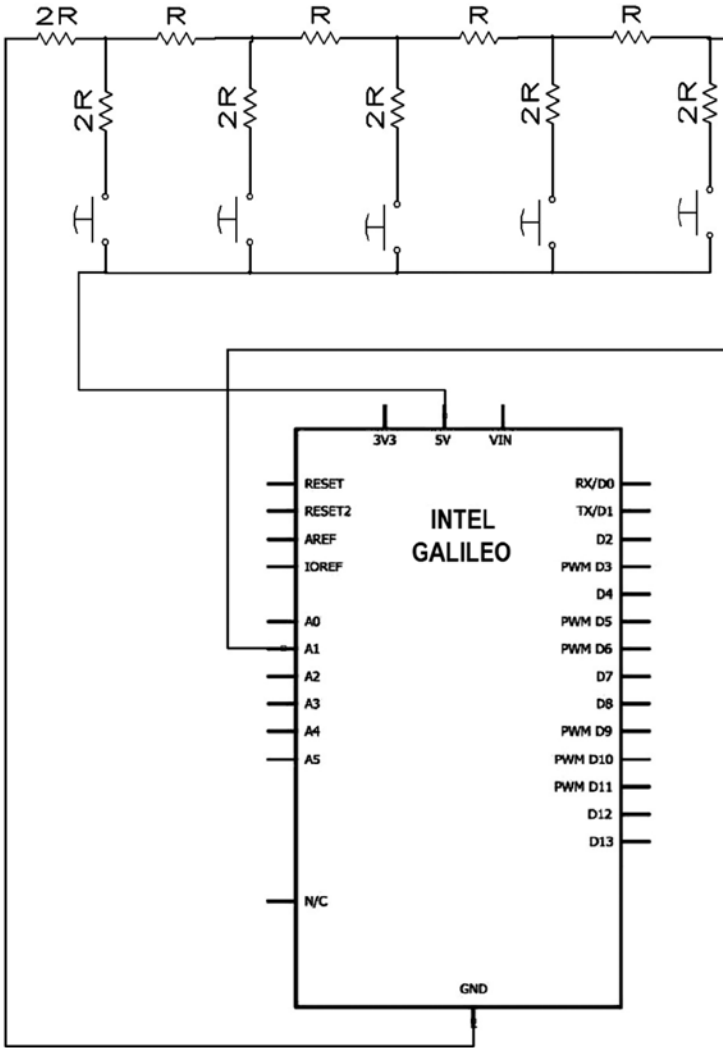 2R R R R R
2R 2R 2R 2R 2R
3V3 5V VIN
RESET RX/D0
RESET2 TX/D1
INTEL
GALILEO
AREF D2
IOREF PWM D3
D4
A0 PWM D5
A1 PWM D6
A2 D7
A3 D8
A4 PWM D9
A5 PWM D10
PWM D11
D12
D13
N/C
GND